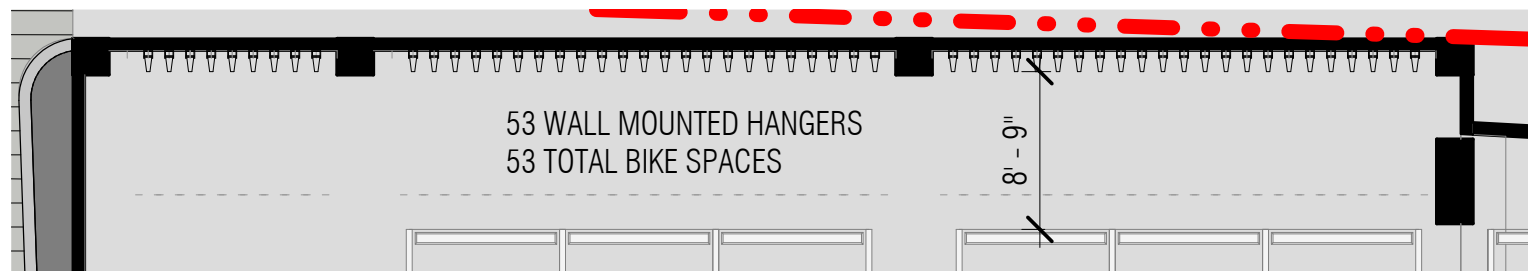 53 WALL MOUNTED HANGERS
53 TOTAL BIKE SPACES
8' - 9"